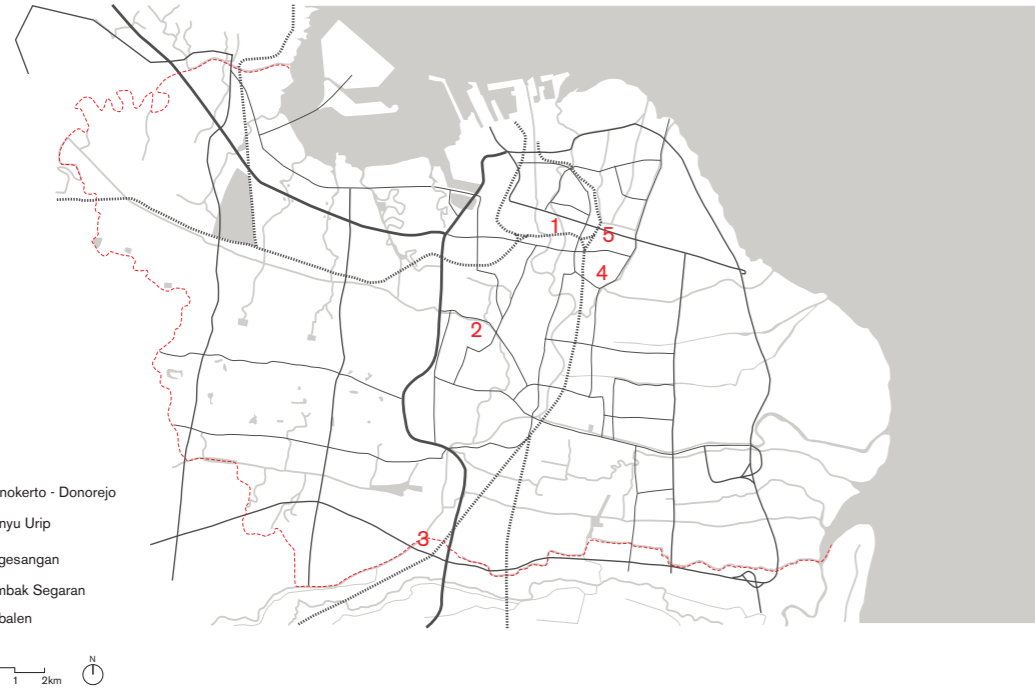 1
5
4
2
3
nokerto - Donorejo
nyu Urip
gesangan
mbak Segaran
balen
N
1 2km